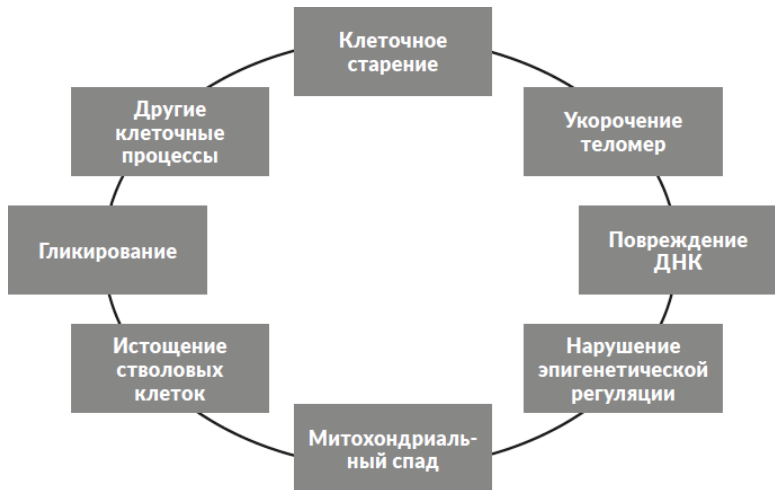 Клеточное
старение
Укорочение
теломер
Повреждение
ДНК
Нарушение
эпигенетической
регуляции
Митохондриаль-
ный спад
Истощение
стволовых
клеток
Гликирование
Другие
клеточные
процессы